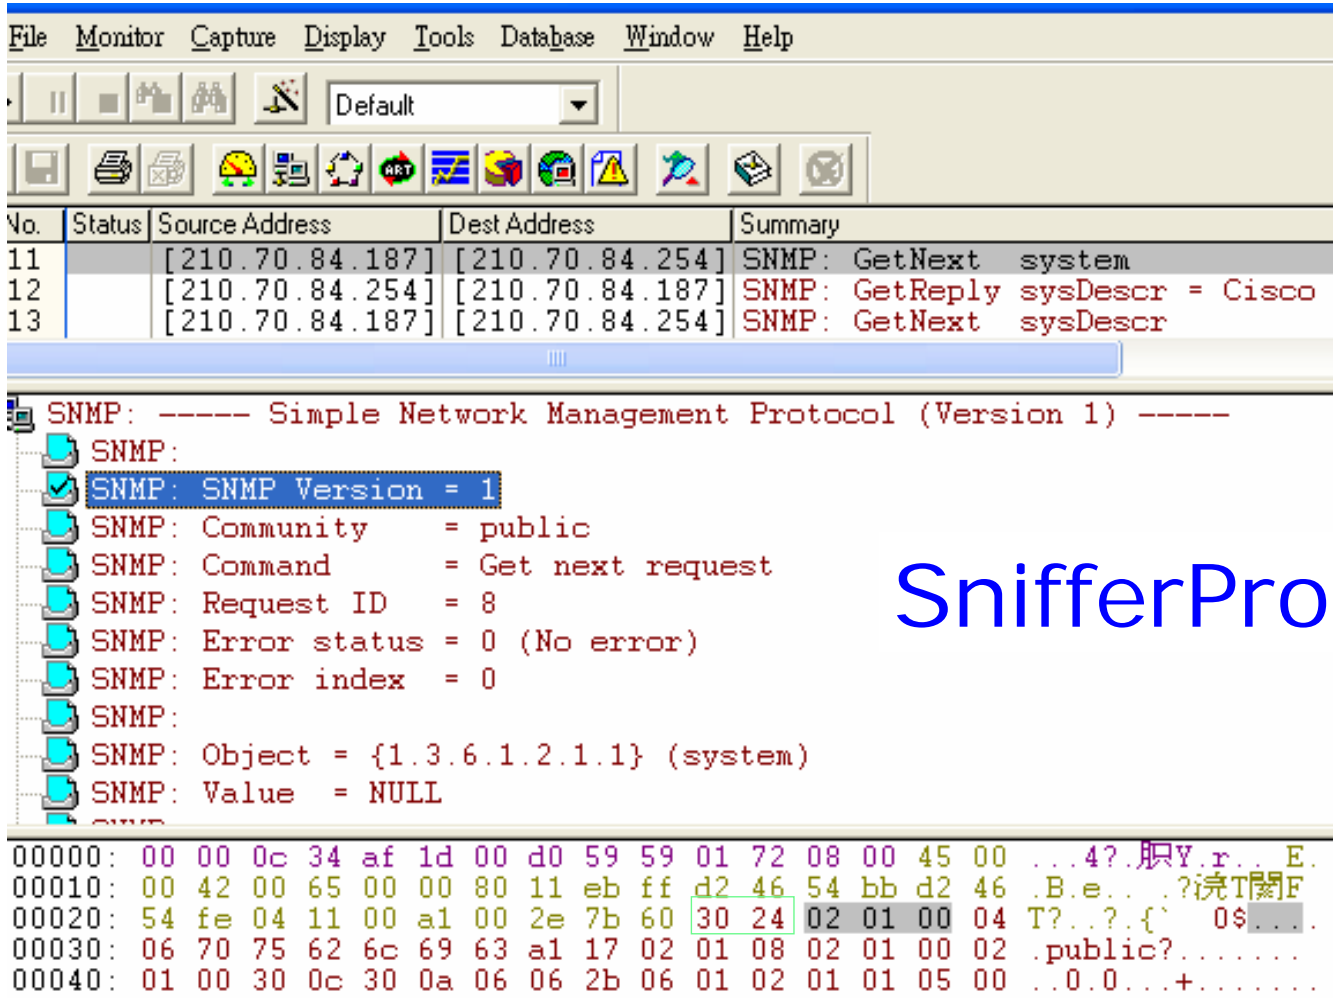 File Monitor Capture Display Tools Database Window Help
Default
No. Status Source Address Dest Address Summary
11 [210.70.84.187] [210.70.84.254] SNMP: GetNext system
12 [210.70.84.254] [210.70.84.187] SNMP: GetReply sysDescr = Cisco
13 [210.70.84.187] [210.70.84.254] SNMP: GetNext sysDescr
SNMP: ----- Simple Network Management Protocol (Version 1) -----
SNMP:
SNMP: SNMP Version = 1
SNMP: Community = public
SNMP: Command = Get next request
SNMP: Request ID = 8
SNMP: Error status = 0 (No error)
SNMP: Error index = 0
SNMP:
SNMP: Object = {1.3.6.1.2.1.1} (system)
SNMP: Value = NULL
SnifferPro
00000: 00 00 0c 34 af 1d 00 d0 59 59 01 72 08 00 45 00 ...4?.胑Y.r.. E.
00010: 00 42 00 65 00 00 80 11 eb ff d2 46 54 bb d2 46 .B.e.. . .?
00020: 54 fe 04 11 00 a1 00 2e 7b 60 30 24 02 01 00 04 T?..?.{` 0$....
00030: 06 70 75 62 6c 69 63 a1 17 02 01 08 02 01 00 02 .public?.......
00040: 01 00 30 0c 30 0a 06 06 2b 06 01 02 01 01 05 00 ..0.0...+.......